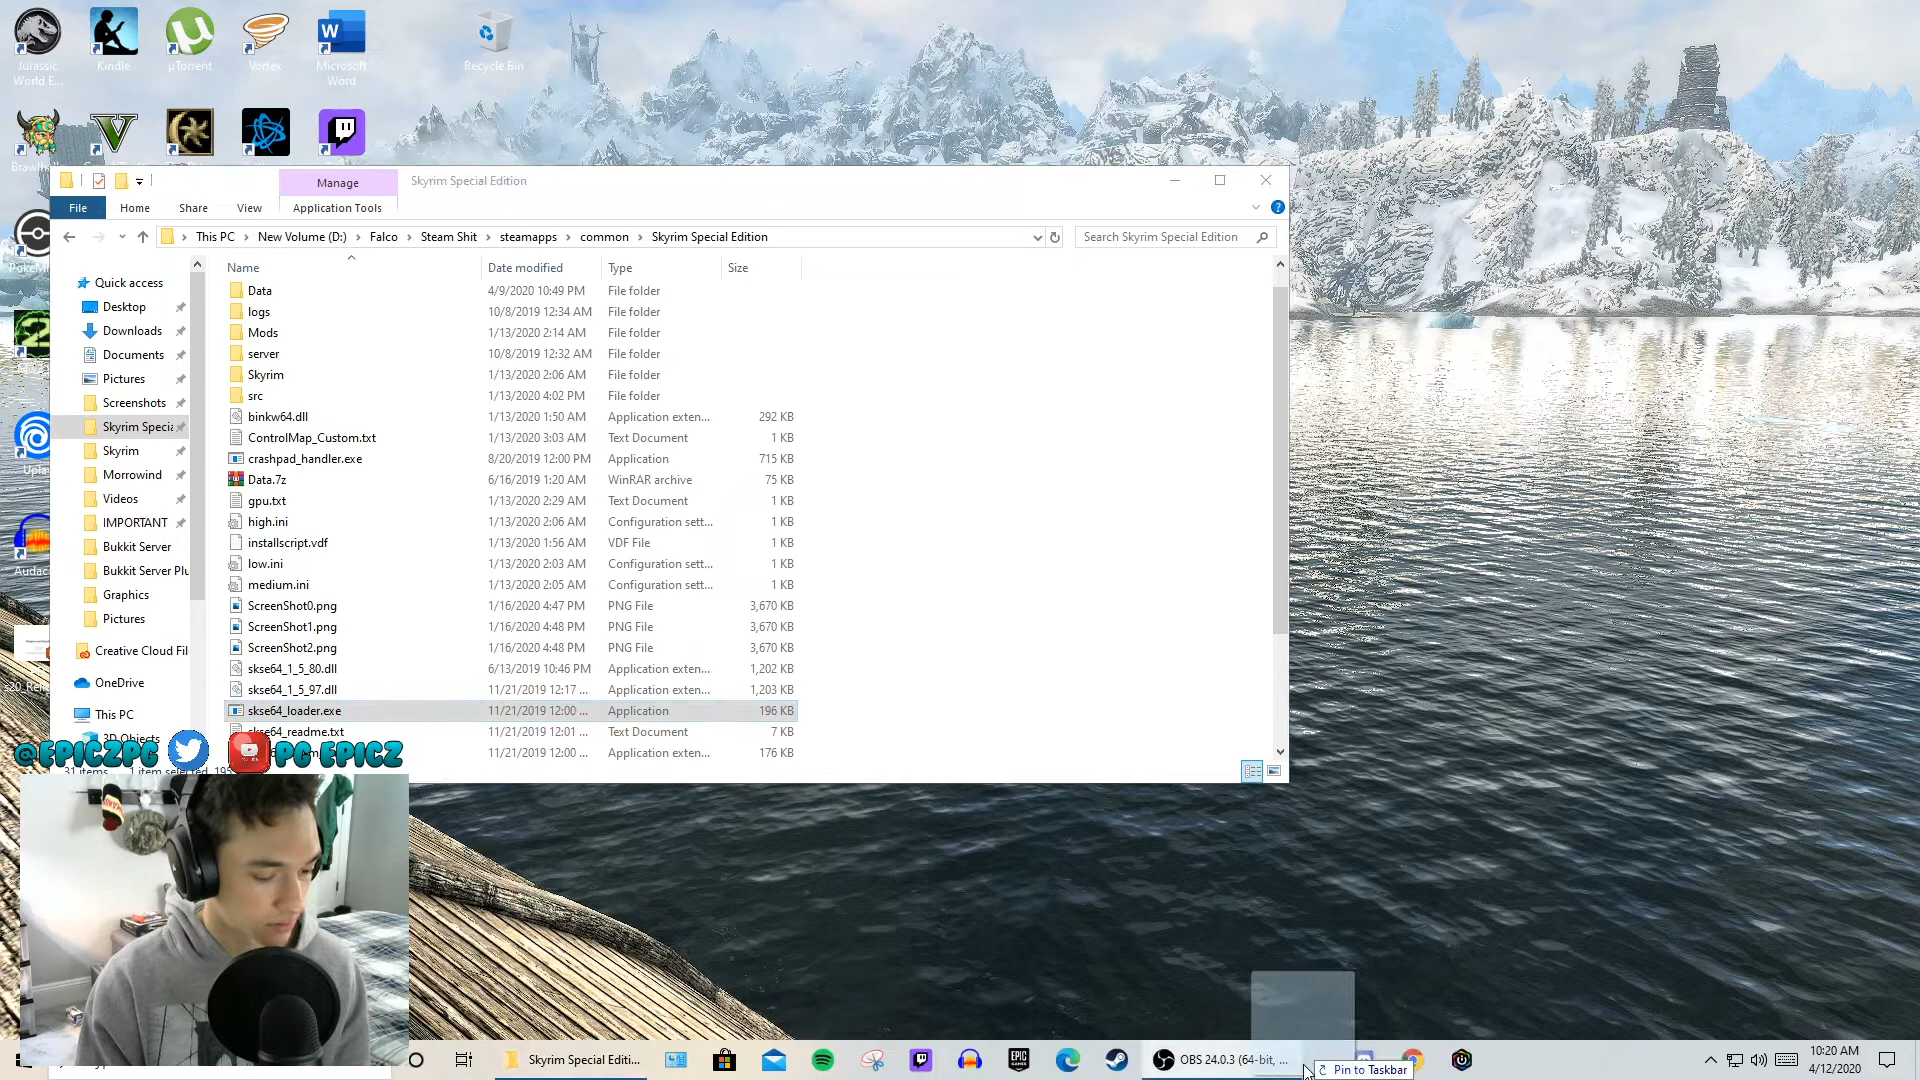 Jurassic
World E...
Kindle
µTorrent
Vortex
Microsoft
Word
Recycle Bin
Manage
Skyrim Special Edition
File
Home
Share
View
Application Tools
This PC > New Volume (D:) > Falco > Steam Shit > steamapps > common > Skyrim Special Edition
Search Skyrim Special Edition
Name
Date modified
Type
Size
Quick access
Desktop
Downloads
Documents
Pictures
Screenshots
Skyrim Specia
Skyrim
Morrowind
Videos
IMPORTANT
Bukkit Server
Bukkit Server Plu
Graphics
Pictures
Creative Cloud Fil
OneDrive
This PC
3D Objects
Data 4/9/2020 10:49 PM File folder
logs 10/8/2019 12:34 AM File folder
Mods 1/13/2020 2:14 AM File folder
server 10/8/2019 12:32 AM File folder
Skyrim 1/13/2020 2:06 AM File folder
src 1/13/2020 4:02 PM File folder
binkw64.dll 1/13/2020 1:50 AM Application exten... 292 KB
ControlMap_Custom.txt 1/13/2020 3:03 AM Text Document 1 KB
crashpad_handler.exe 8/20/2019 12:00 PM Application 715 KB
Data.7z 6/16/2019 1:20 AM WinRAR archive 75 KB
gpu.txt 1/13/2020 2:29 AM Text Document 1 KB
high.ini 1/13/2020 2:06 AM Configuration sett... 1 KB
installscript.vdf 1/13/2020 1:56 AM VDF File 1 KB
low.ini 1/13/2020 2:03 AM Configuration sett... 1 KB
medium.ini 1/13/2020 2:05 AM Configuration sett... 1 KB
ScreenShot0.png 1/16/2020 4:47 PM PNG File 3,670 KB
ScreenShot1.png 1/16/2020 4:48 PM PNG File 3,670 KB
ScreenShot2.png 1/16/2020 4:48 PM PNG File 3,670 KB
skse64_1_5_80.dll 6/13/2019 10:46 PM Application exten... 1,202 KB
skse64_1_5_97.dll 11/21/2019 12:17 ... Application exten... 1,203 KB
skse64_loader.exe 11/21/2019 12:00 ... Application 196 KB
skse64_readme.txt 11/21/2019 12:01 ... Text Document 7 KB
11/21/2019 12:00 ... Application exten... 176 KB
@EPICZPG
PG EPICZ
31 items 1 item selected
Skyrim Special Editi...
OBS 24.0.3 (64-bit, ...
Pin to Taskbar
10:20 AM
4/12/2020